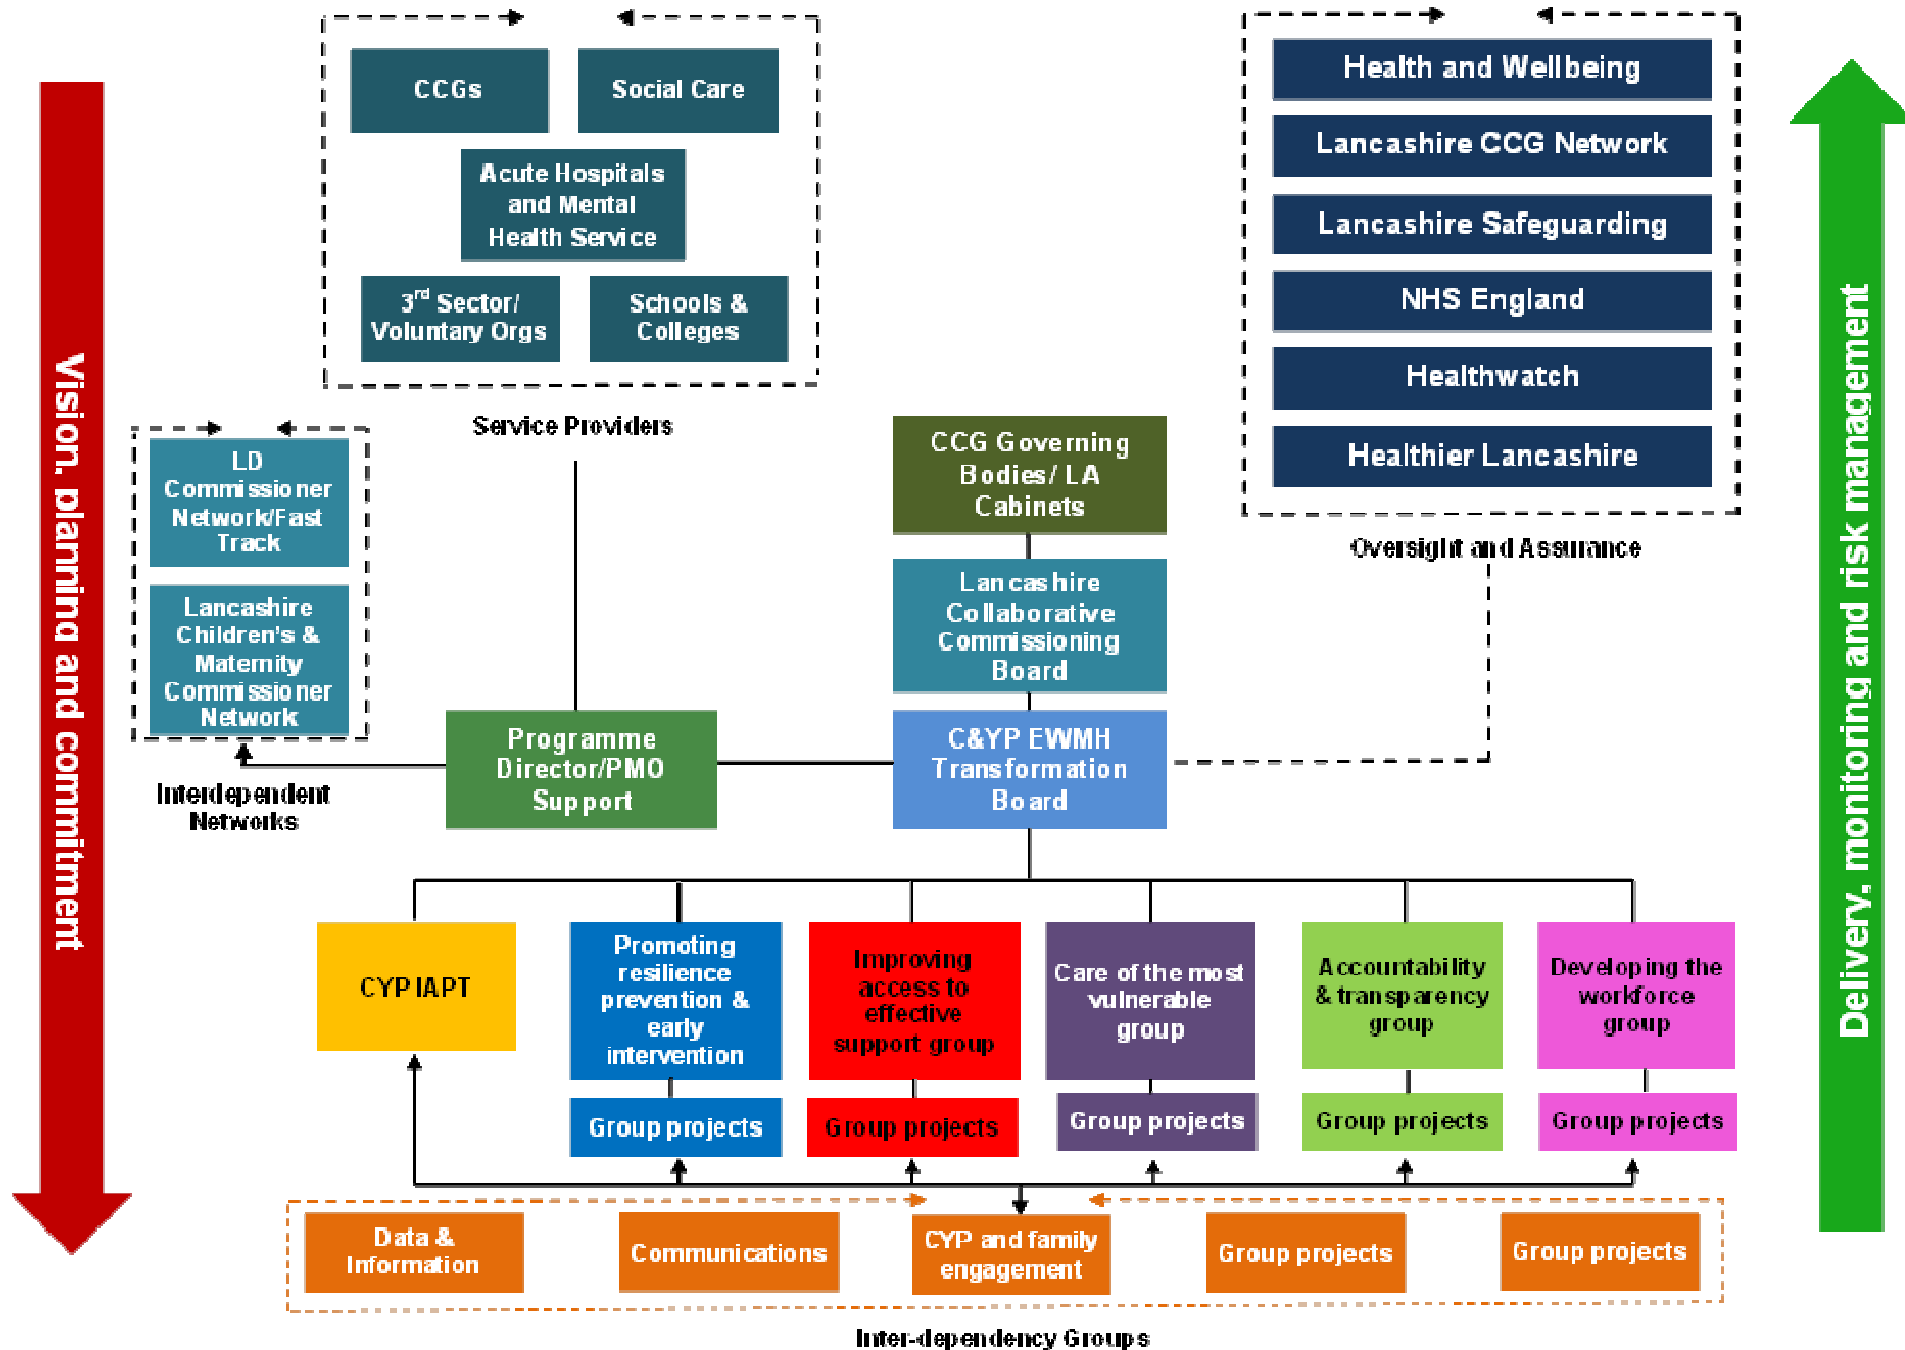 CCGs
Social Care
Acute Hospitals
and Mental
Health Service
3rd Sector/
Voluntary Orgs
Schools &
Colleges
Service Providers
Health and Wellbeing
Lancashire CCG Network
Lancashire Safeguarding
NHS England
Healthwatch
Healthier Lancashire
Oversight and Assurance
Vision, planning and commitment
Delivery, monitoring and risk management
LD
Commissioner
Network/Fast
Track
Lancashire
Children's &
Maternity
Commissioner
Network
Interdependent
Networks
CCG Governing
Bodies/ LA
Cabinets
Lancashire
Collaborative
Commissioning
Board
Programme
Director/PMO
Support
C&YP EWMH
Transformation
Board
CYP IAPT
Promoting
resilience
prevention &
early
intervention
Improving
access to
effective
support group
Care of the most
vulnerable
group
Accountability
& transparency
group
Developing the
workforce
group
Group projects
Group projects
Group projects
Group projects
Group projects
Data &
Information
Communications
CYP and family
engagement
Group projects
Group projects
Inter-dependency Groups